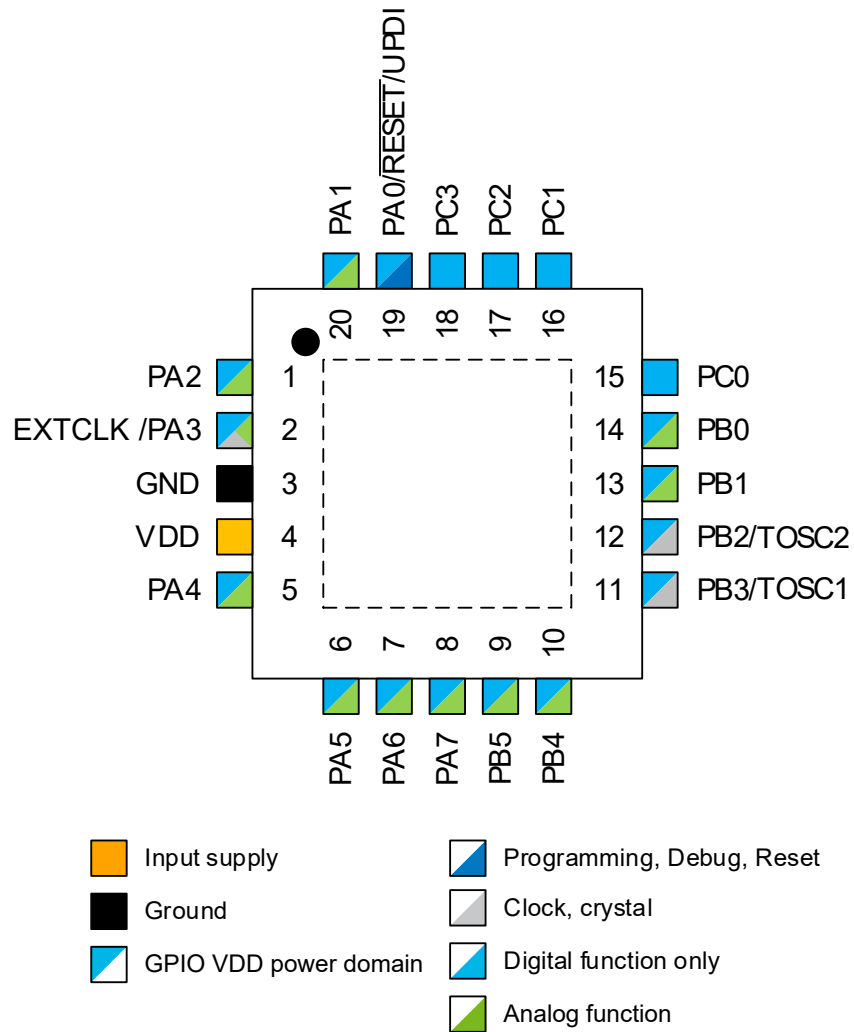 PA1
PA0/RESET/UPDI
PC3
PC2
PC1
20
19
18
17
16
PA2 1
EXTCLK /PA3 2
GND 3
VDD 4
PA4 5
15 PC0
14 PB0
13 PB1
12 PB2/TOSC2
11 PB3/TOSC1
6
7
8
9
10
PA5
PA6
PA7
PB5
PB4
Input supply
Ground
GPIO VDD power domain
Programming, Debug, Reset
Clock, crystal
Digital function only
Analog function